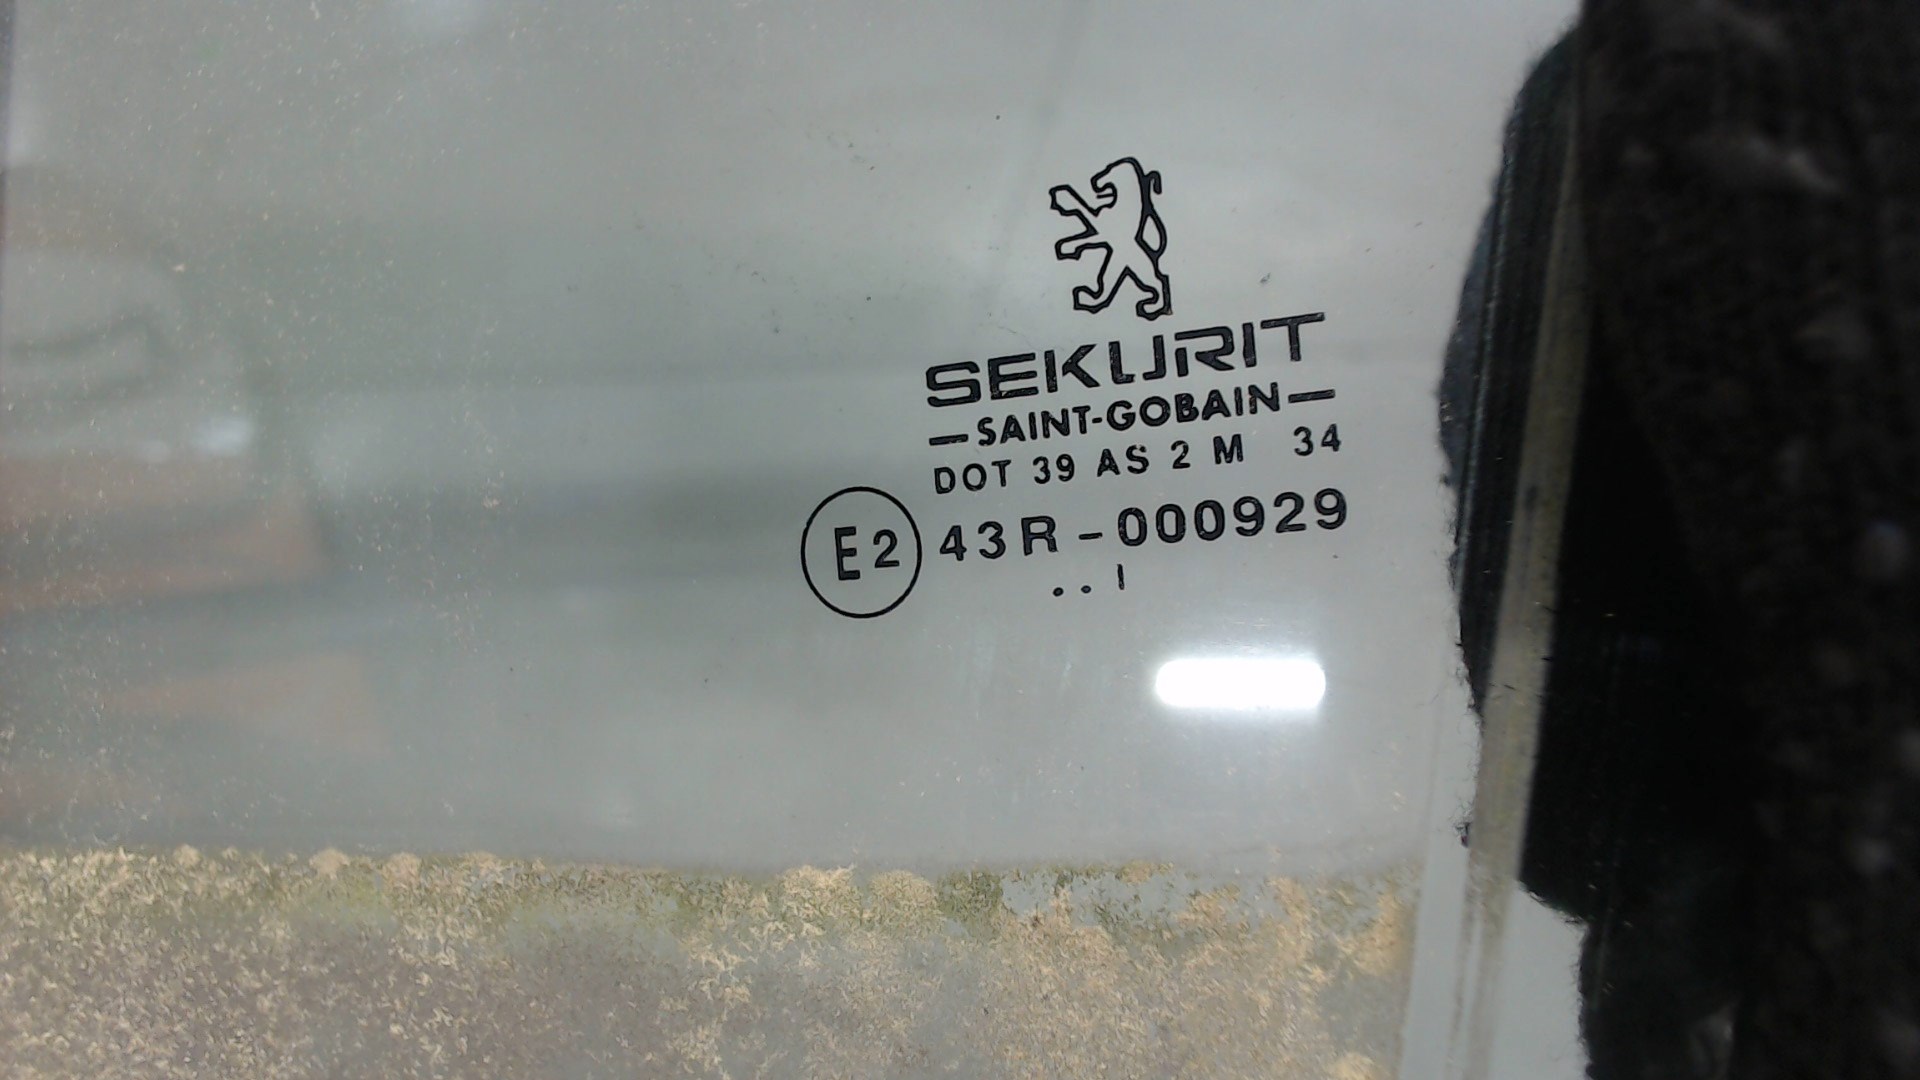 SEKURIT
—SAINT-GOBAIN—
DOT 39 AS 2 M 34
E2 43R-000929
. . I